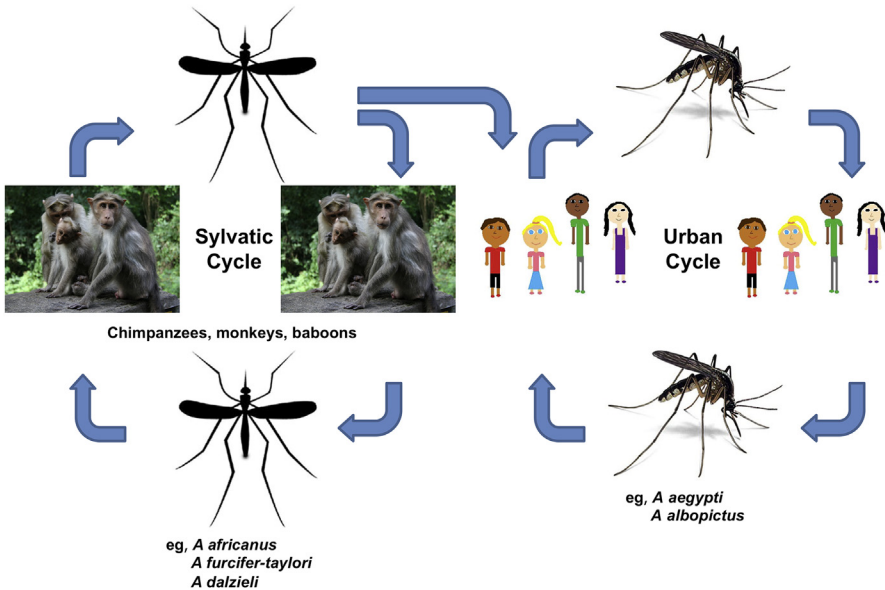 Sylvatic
Cycle
Urban
Cycle
Chimpanzees, monkeys, baboons
eg, A aegypti
A albopictus
eg, A africanus
A furcifer-taylori
A dalzieli